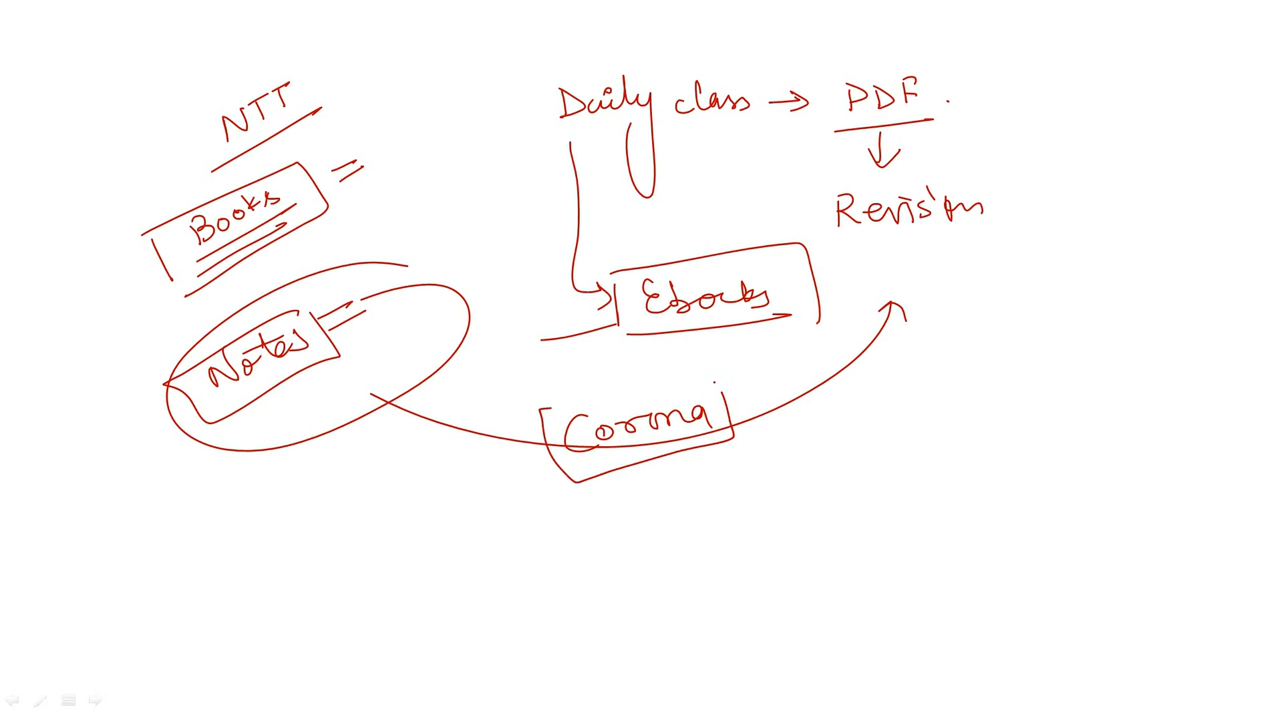 NTT
Books =
Notes =
Daily class → PDF.
↓
Revision
Ebooks
Corona